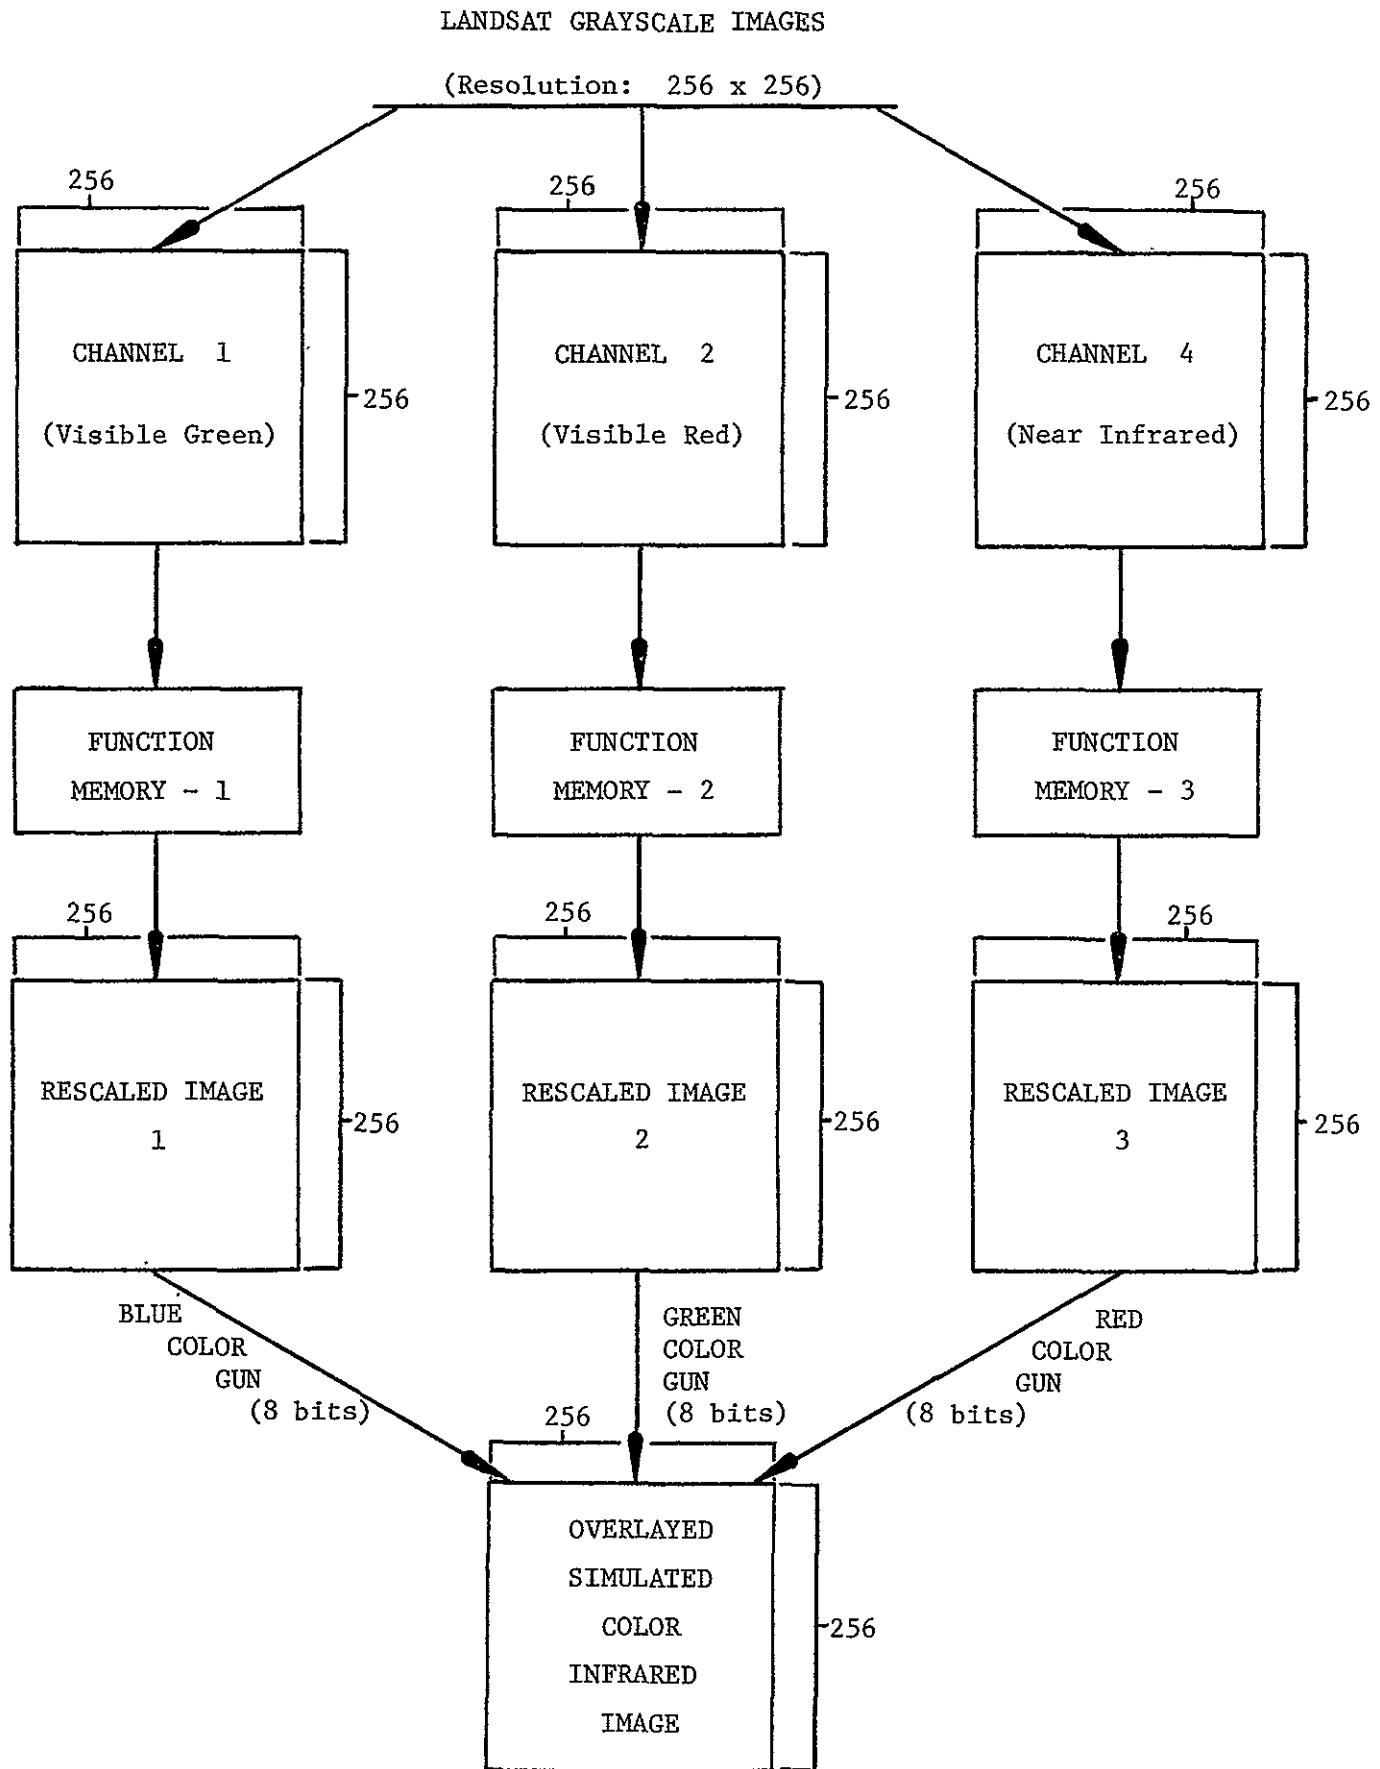 LANDSAT GRAYSCALE IMAGES
(Resolution: 256 x 256)
256
256
256
CHANNEL 1
(Visible Green)
256
CHANNEL 2
(Visible Red)
256
CHANNEL 4
(Near Infrared)
256
FUNCTION
MEMORY - 1
FUNCTION
MEMORY - 2
FUNCTION
MEMORY - 3
256
256
256
RESCALED IMAGE
1
256
RESCALED IMAGE
2
256
RESCALED IMAGE
3
256
BLUE
COLOR
GUN
(8 bits)
GREEN
COLOR
GUN
(8 bits)
RED
COLOR
GUN
(8 bits)
256
OVERLAYED
SIMULATED
COLOR
INFRARED
IMAGE
256